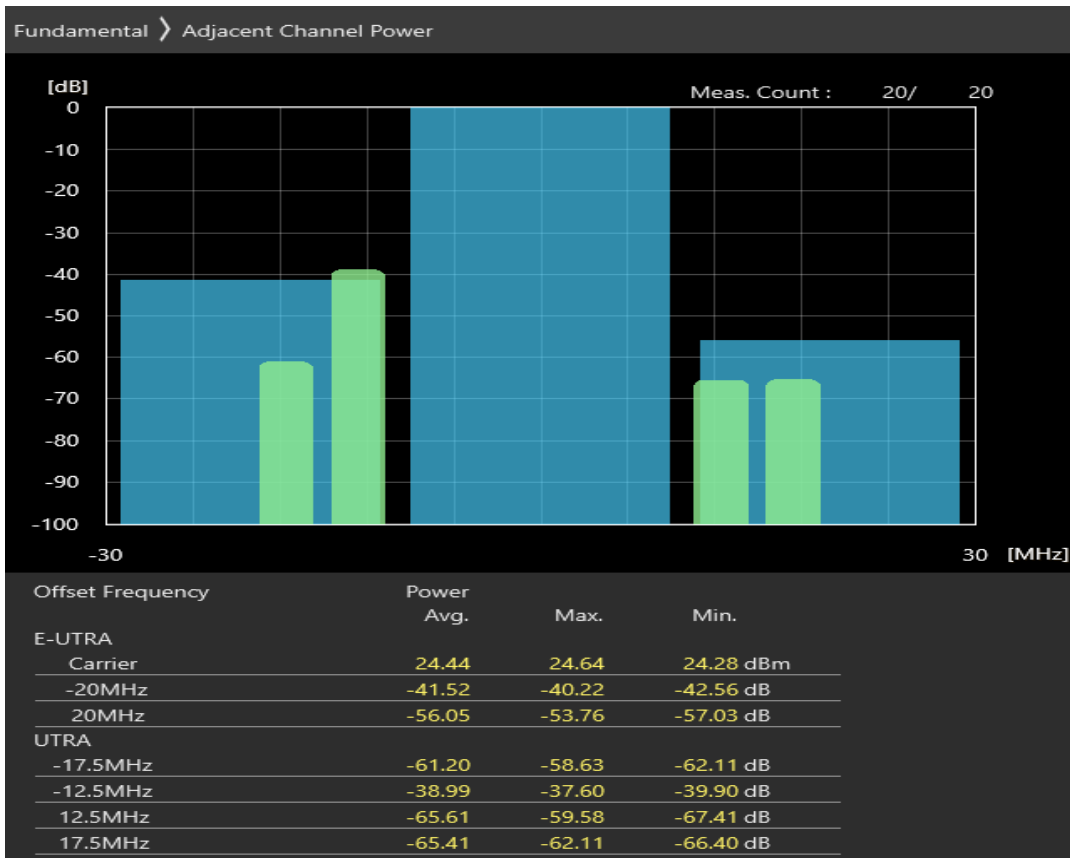 Fundamental 〉 Adjacent Channel Power
[dB]
Meas. Count : 20/ 20
0
-10
-20
-30
-40
-50
-60
-70
-80
-90
-100
-30 30 [MHz]
Offset Frequency Power
Avg. Max. Min.
E-UTRA
Carrier 24.44 24.64 24.28 dBm
-20MHz -41.52 -40.22 -42.56 dB
20MHz -56.05 -53.76 -57.03 dB
UTRA
-17.5MHz -61.20 -58.63 -62.11 dB
-12.5MHz -38.99 -37.60 -39.90 dB
12.5MHz -65.61 -59.58 -67.41 dB
17.5MHz -65.41 -62.11 -66.40 dB